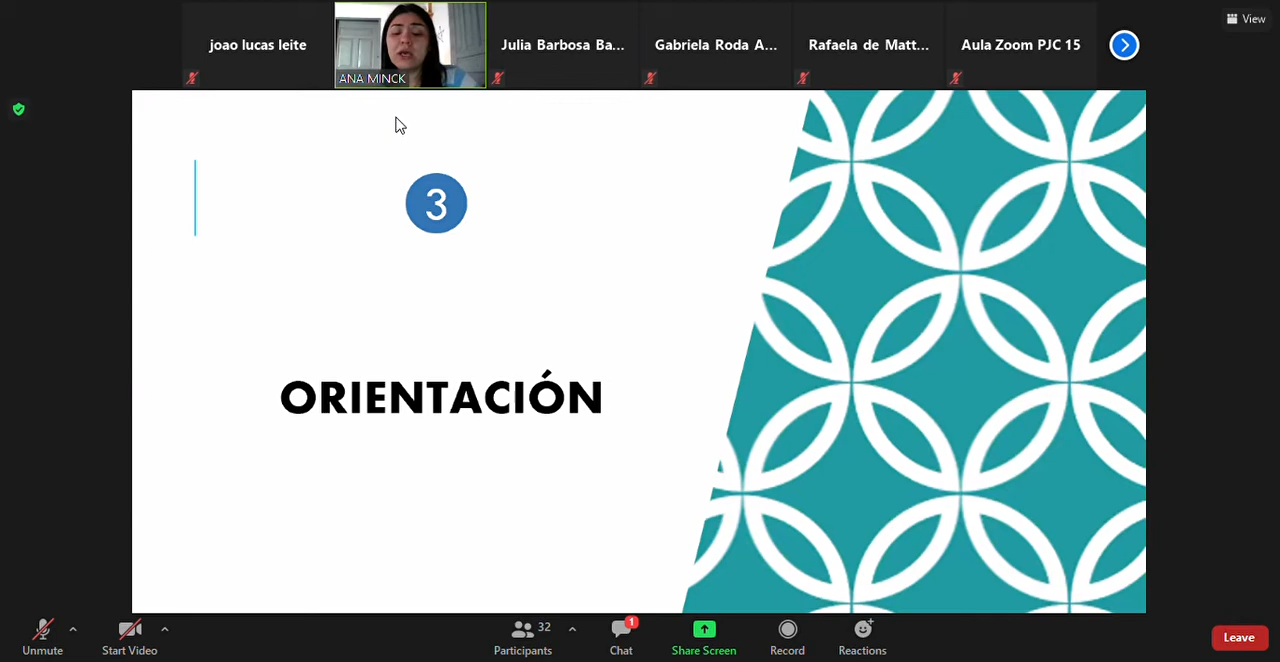 View
joao lucas leite
ANA MINCK
Julia Barbosa Ba...
Gabriela Roda A...
Rafaela de Matt...
Aula Zoom PJC 15
3
ORIENTACIÓN
Unmute
Start Video
32
Participants
1
Chat
Share Screen
Record
Reactions
Leave